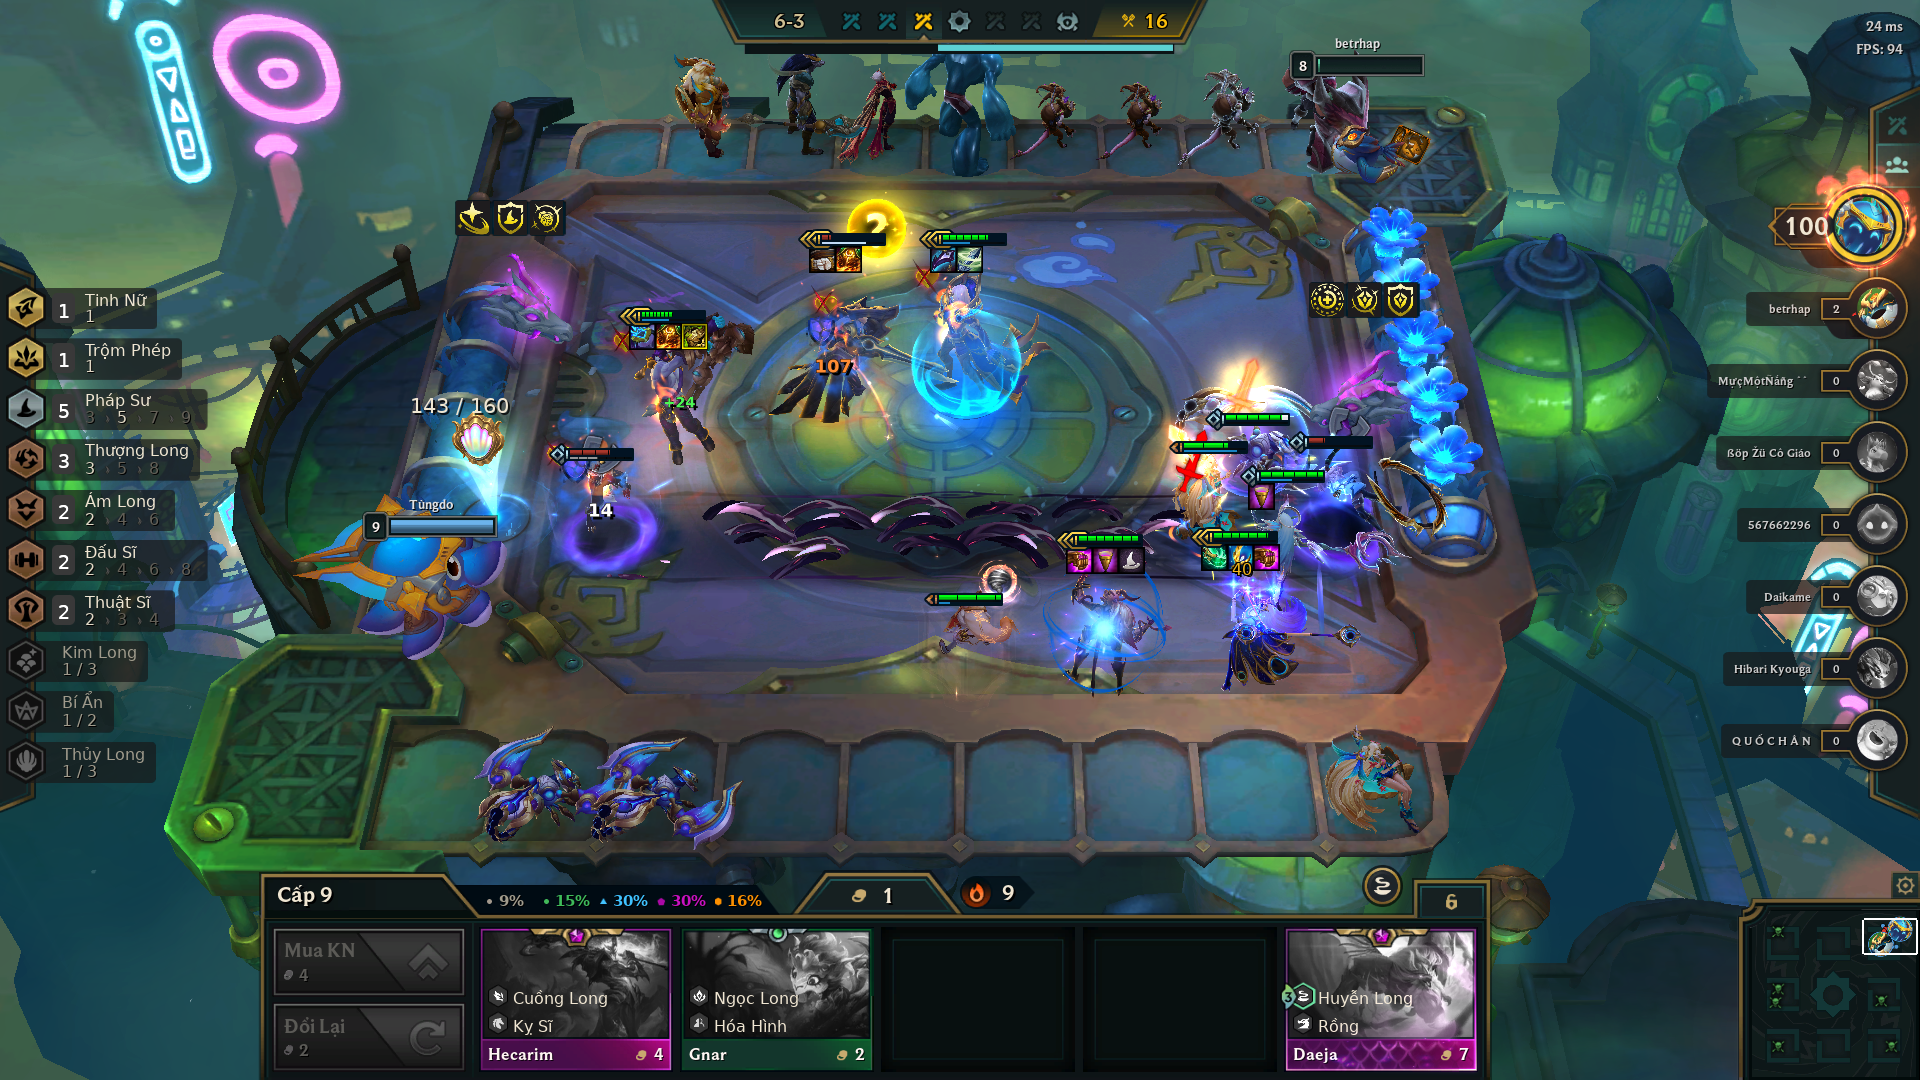 6-3
16
24 ms
FPS: 94
betrhap
8
100
betrhap 2
MựçMộtÑắng ˆˆ 0
ßöp Žü Cô Giáo 0
567662296 0
Daikame 0
Hibari Kyouga 0
QUỐCHÂN 0
1 Tinh Nữ
1
1 Trộm Phép
1
5 Pháp Sư
3 › 5 › 7 › 9
3 Thượng Long
3 › 5 › 8
2 Ám Long
2 › 4 › 6
2 Đấu Sĩ
2 › 4 › 6 › 8
2 Thuật Sĩ
2 › 3 › 4
Kim Long
1 / 3
Bí Ẩn
1 / 2
Thủy Long
1 / 3
143 / 160
Tùngdo
9
2
107
+24
14
40
Cấp 9
9% 15% 30% 30% 16%
1
9
6
Mua KN
4
Đổi Lại
2
Cuồng Long
Kỵ Sĩ
Hecarim 4
Ngọc Long
Hóa Hình
Gnar 2
3 Huyễn Long
Rồng
Daeja 7